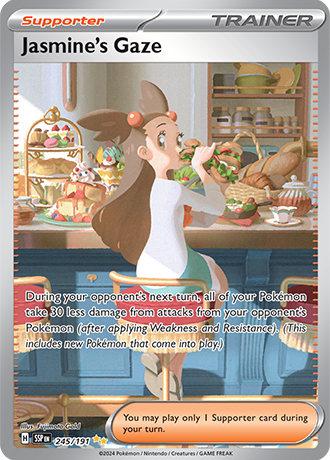 Supporter
TRAINER
Jasmine's Gaze
During your opponent's next turn, all of your Pokémon
take 30 less damage from attacks from your opponent's
Pokémon (after applying Weakness and Resistance). (This
includes new Pokémon that come into play.)
Illus. Fujimoto Gold
H SSP EN 245/191
You may play only 1 Supporter card during
your turn.
©2024 Pokémon / Nintendo / Creatures / GAME FREAK